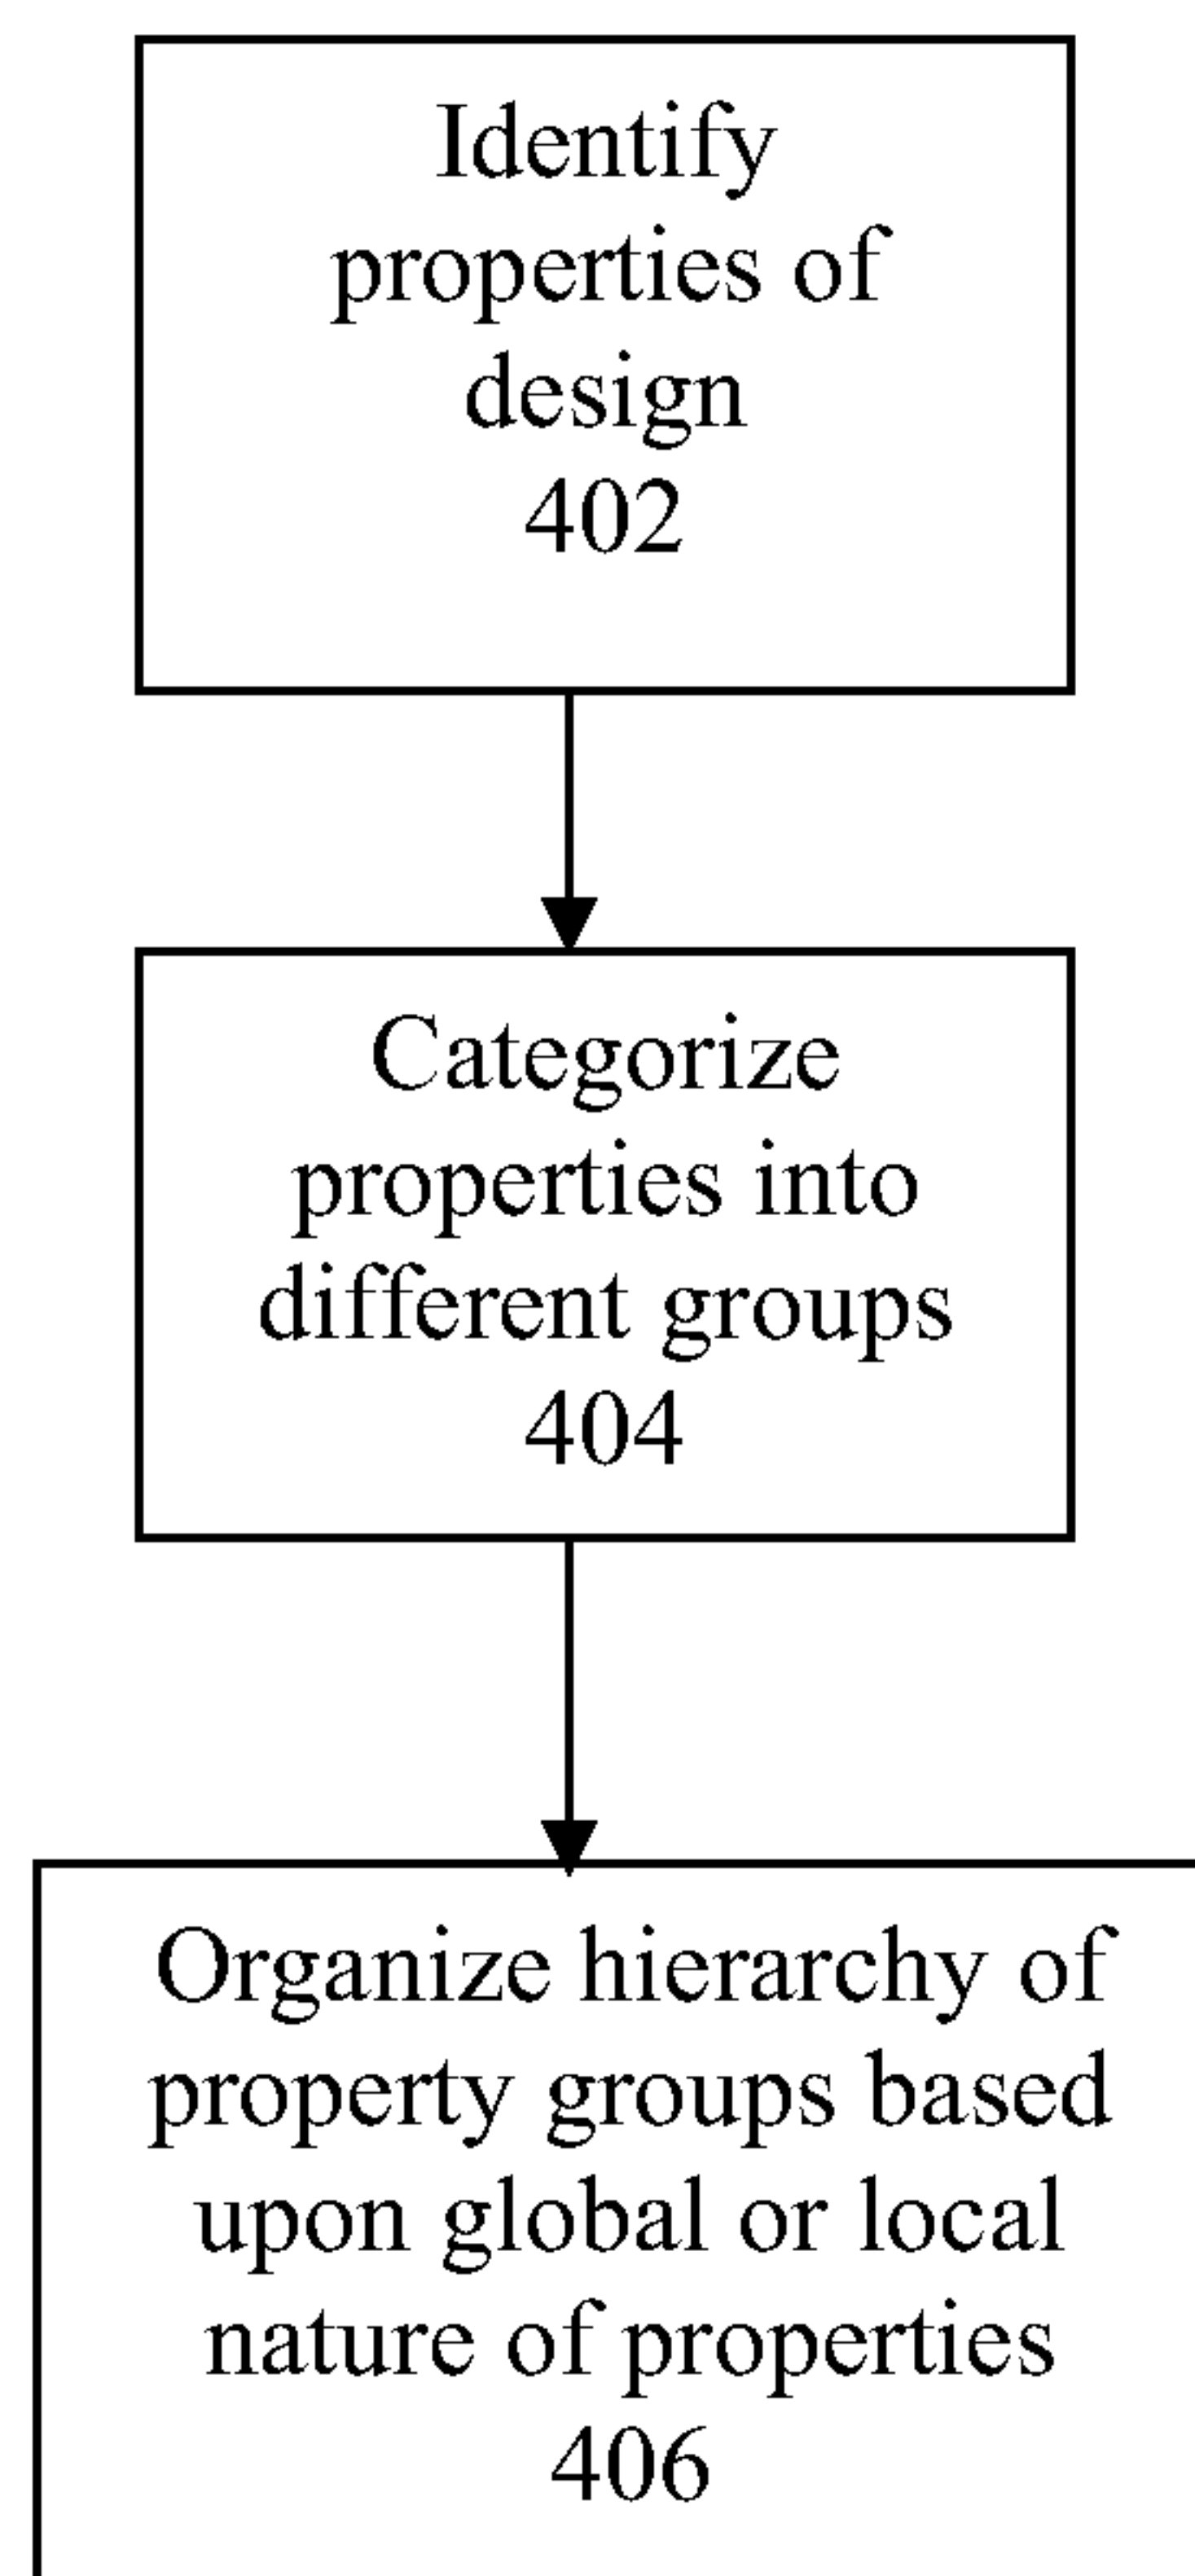 Identify
properties of
design
402
Categorize
properties into
different groups
404
Organize hierarchy of
property groups based
upon global or local
nature of properties
406